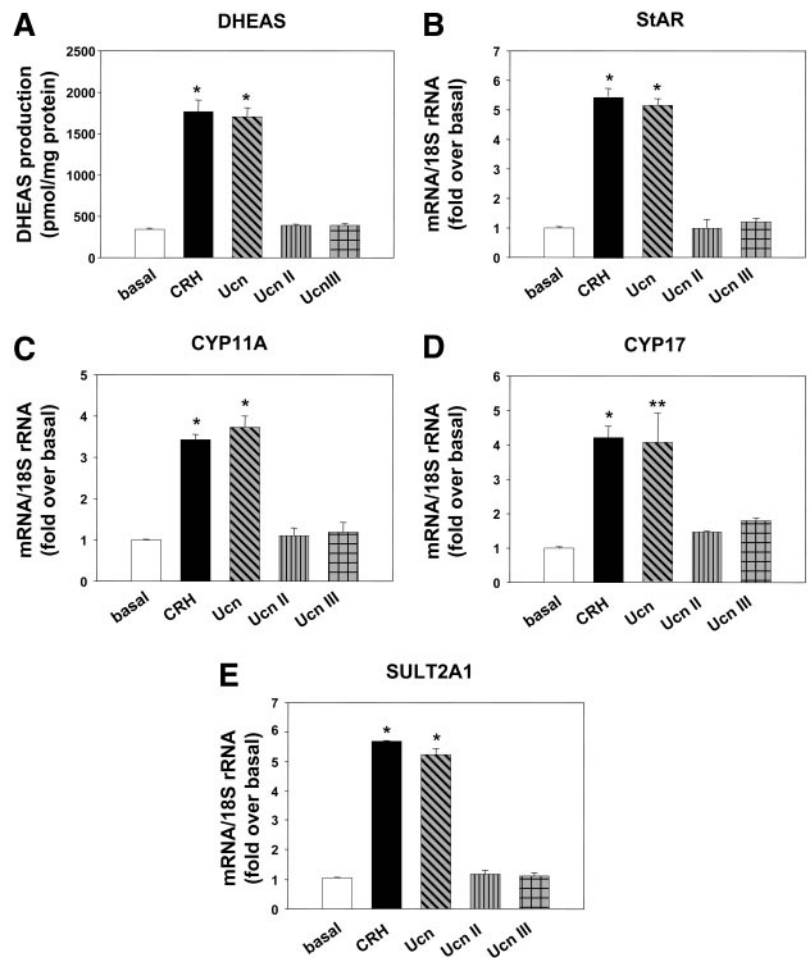 A
DHEAS
DHEAS production
(pmol/mg protein)
2500
2000
1500
1000
500
0
*
*
basal
CRH
Ucn
Ucn II
UcnIII
B
StAR
mRNA/18S rRNA
(fold over basal)
7
6
5
4
3
2
1
0
*
*
basal
CRH
Ucn
Ucn II
Ucn III
C
CYP11A
mRNA/18S rRNA
(fold over basal)
5
4
3
2
1
0
*
*
basal
CRH
Ucn
Ucn II
Ucn III
D
CYP17
mRNA/18S rRNA
(fold over basal)
6
5
4
3
2
1
0
*
**
basal
CRH
Ucn
Ucn II
Ucn III
E
SULT2A1
mRNA/18S rRNA
(fold over basal)
7
6
5
4
3
2
1
0
*
*
basal
CRH
Ucn
Ucn II
Ucn III